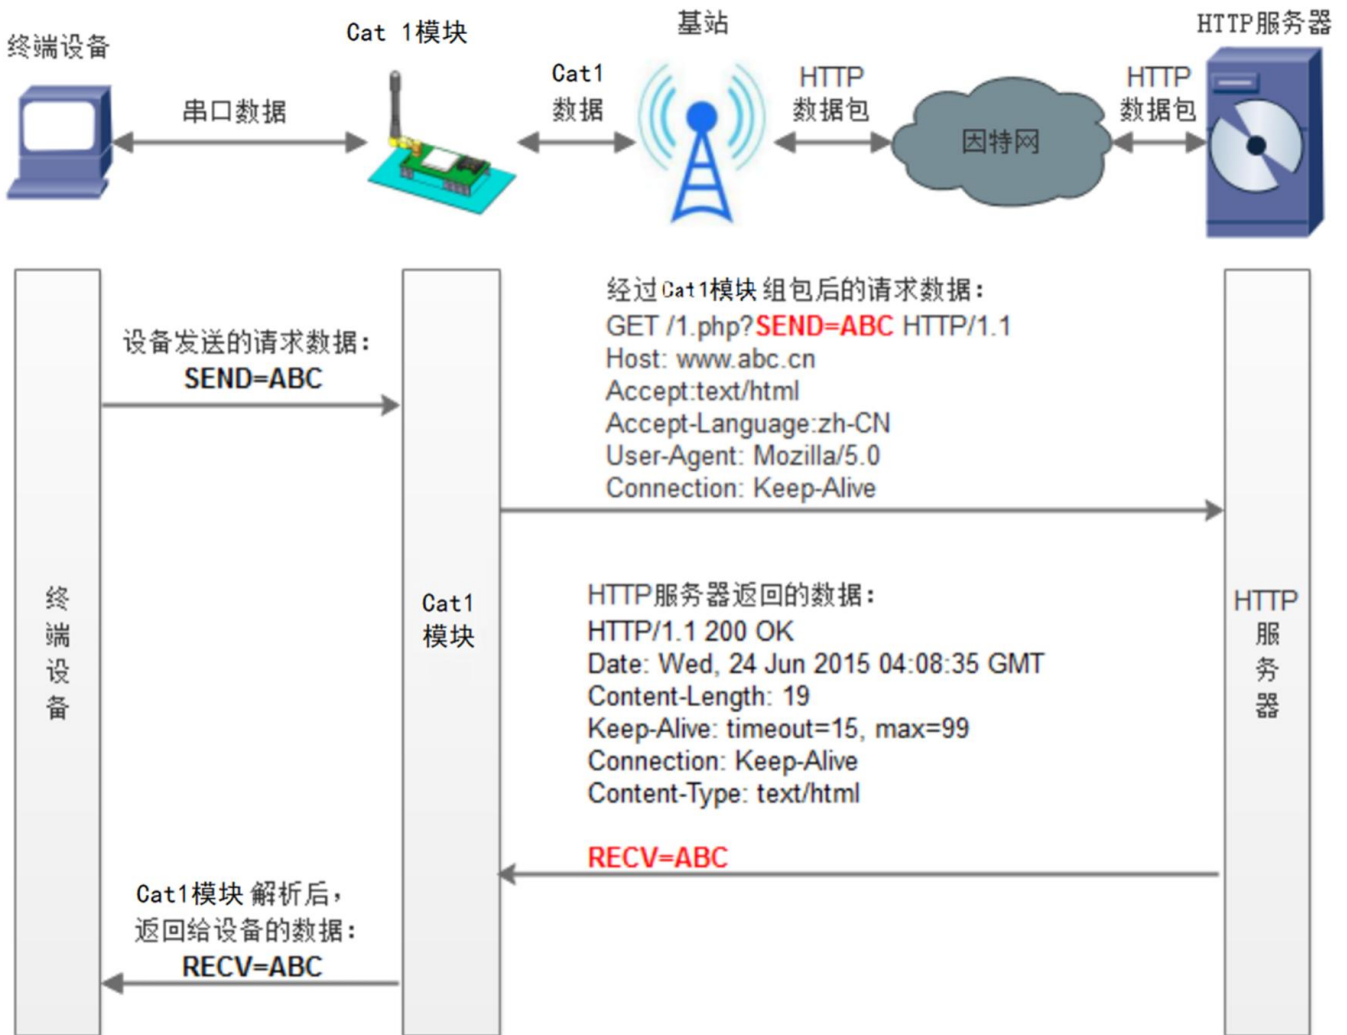 终端设备
Cat 1模块
基站
HTTP服务器
串口数据
Cat1
数据
HTTP
数据包
因特网
HTTP
数据包
设备发送的请求数据：
SEND=ABC
经过Cat1模块 组包后的请求数据：
GET /1.php?SEND=ABC HTTP/1.1
Host: www.abc.cn
Accept:text/html
Accept-Language:zh-CN
User-Agent: Mozilla/5.0
Connection: Keep-Alive
终
端
设
备
Cat1
模块
HTTP
服
务
器
HTTP服务器返回的数据：
HTTP/1.1 200 OK
Date: Wed, 24 Jun 2015 04:08:35 GMT
Content-Length: 19
Keep-Alive: timeout=15, max=99
Connection: Keep-Alive
Content-Type: text/html
RECV=ABC
Cat1模块 解析后，
返回给设备的数据：
RECV=ABC